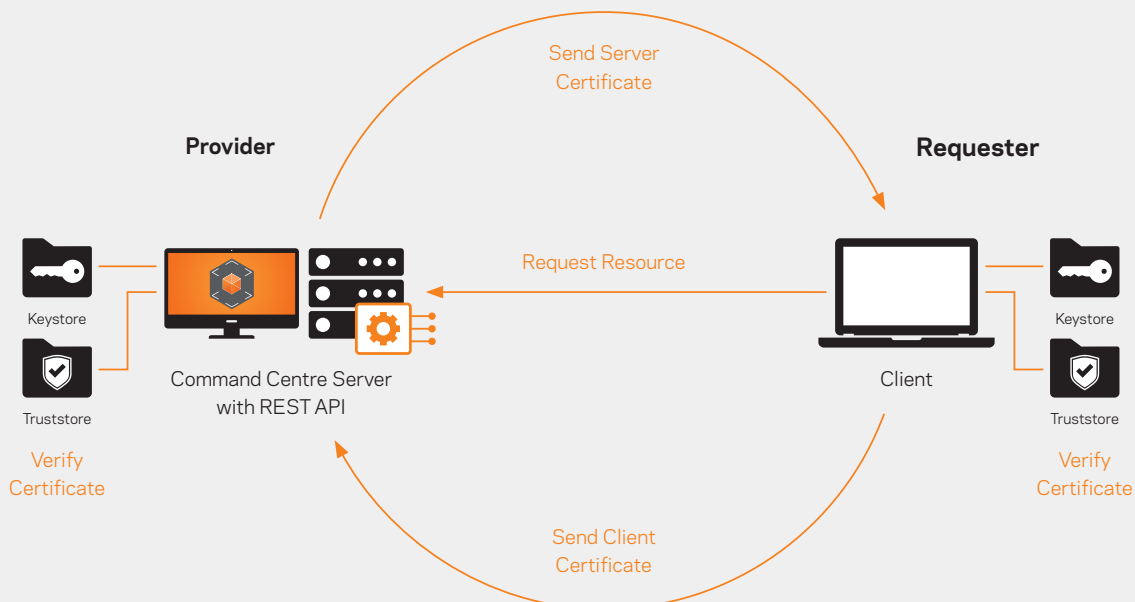 Send Server
Certificate
Provider
Requester
Request Resource
Keystore
Keystore
Command Centre Server
with REST API
Client
Truststore
Truststore
Verify
Certificate
Verify
Certificate
Send Client
Certificate